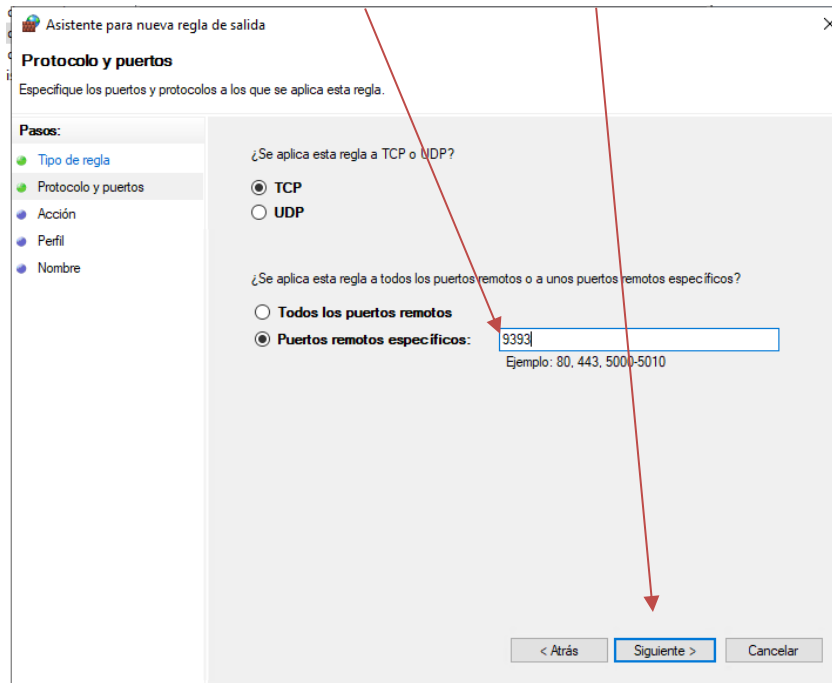 Asistente para nueva regla de salida
Protocolo y puertos
Especifique los puertos y protocolos a los que se aplica esta regla.
Pasos:
Tipo de regla
Protocolo y puertos
Acción
Perfil
Nombre
¿Se aplica esta regla a TCP o UDP?
TCP
UDP
¿Se aplica esta regla a todos los puertos remotos o a unos puertos remotos específicos?
Todos los puertos remotos
Puertos remotos específicos: 9393
Ejemplo: 80, 443, 5000-5010
< Atrás Siguiente > Cancelar